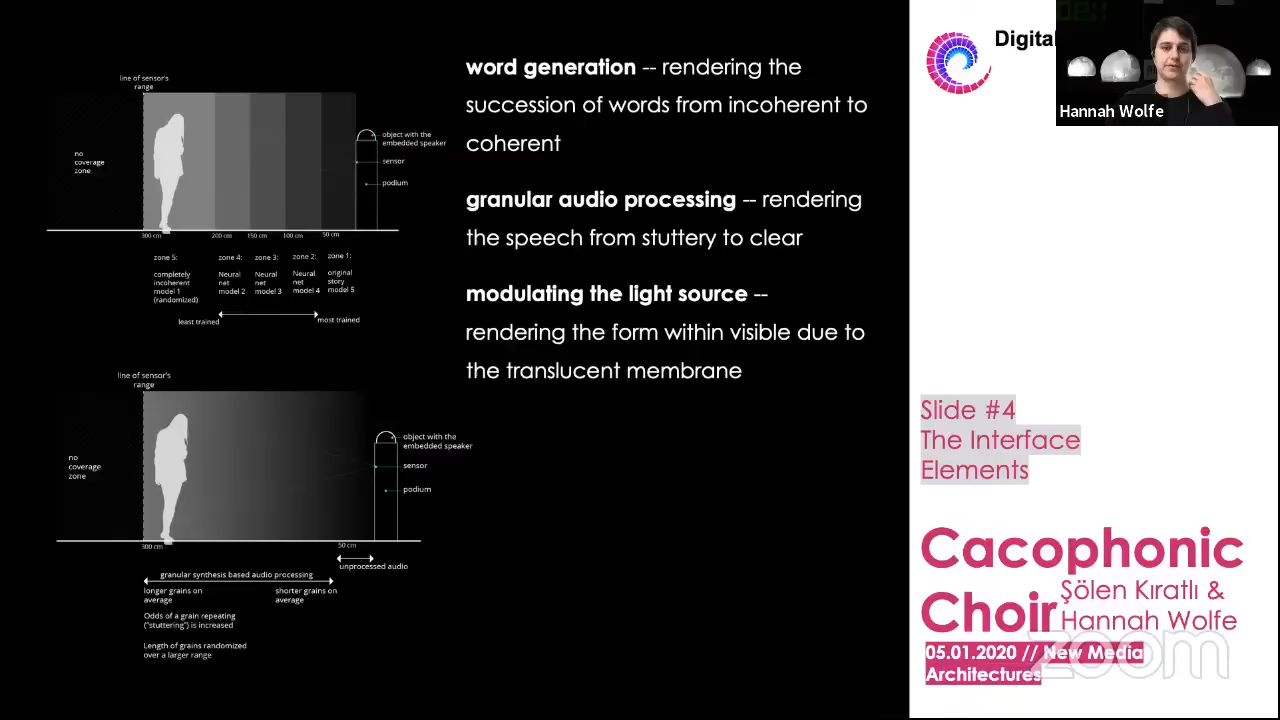 line of sensor's
range
no
coverage
zone
object with the
embedded speaker
sensor
podium
300 cm
200 cm
150 cm
100 cm
50 cm
zone 5:
completely
incoherent
model 1
(randomized)
zone 4:
Neural
net
model 2
zone 3:
Neural
net
model 3
zone 2:
Neural
net
model 4
zone 1:
original
story
model 5
least trained
most trained
line of sensor's
range
no
coverage
zone
object with the
embedded speaker
sensor
podium
300 cm
50 cm
unprocessed audio
granular synthesis based audio processing
longer grains on
average
shorter grains on
average
Odds of a grain repeating
("stuttering") is increased
Length of grains randomized
over a larger range
word generation -- rendering the
succession of words from incoherent to
coherent
granular audio processing -- rendering
the speech from stuttery to clear
modulating the light source --
rendering the form within visible due to
the translucent membrane
Digital
Hannah Wolfe
Slide #4
The Interface
Elements
Cacophonic
Choir
Şölen Kıratlı &
Hannah Wolfe
05.01.2020 // New Media
Architectures
zoom